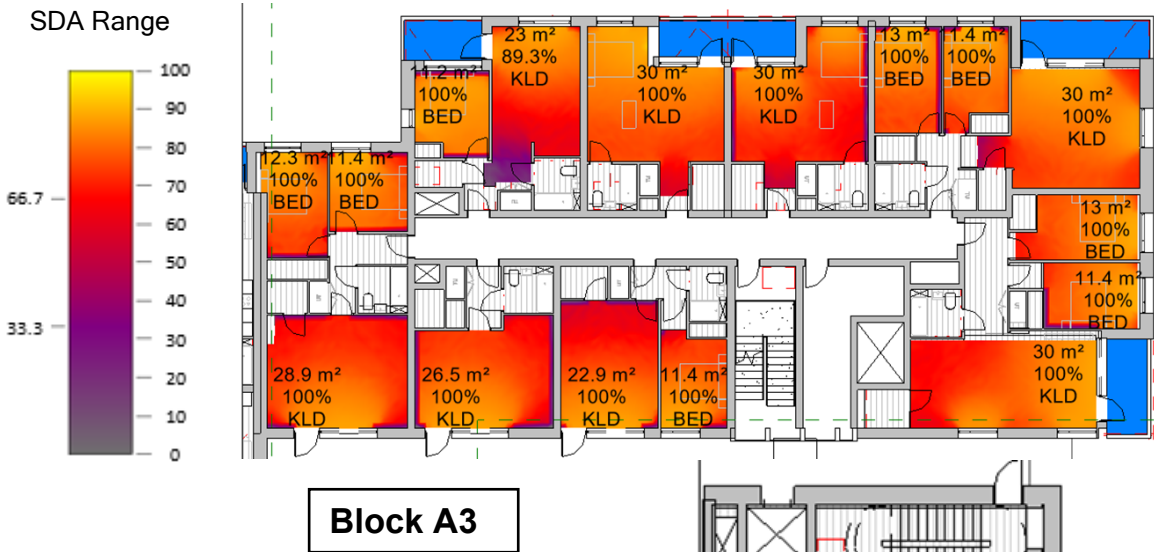 SDA Range
100
90
80
70
66.7
60
50
40
33.3
30
20
10
0
23 m²
89.3%
KLD
11.2 m²
100%
BED
30 m²
100%
KLD
30 m²
100%
KLD
13 m²
100%
BED
11.4 m²
100%
BED
30 m²
100%
KLD
12.3 m²
100%
BED
11.4 m²
100%
BED
13 m²
100%
BED
11.4 m²
100%
BED
28.9 m²
100%
KLD
26.5 m²
100%
KLD
22.9 m²
100%
KLD
11.4 m²
100%
BED
30 m²
100%
KLD
Block A3